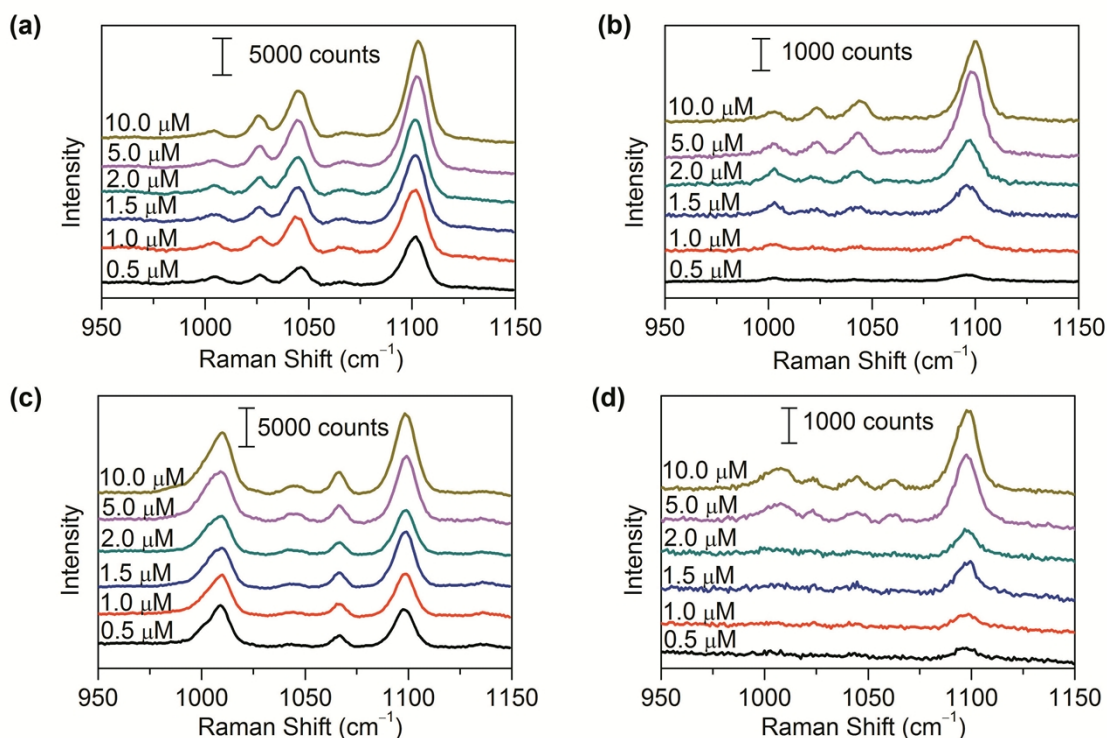 (a)
5000 counts
10.0 μM
5.0 μM
2.0 μM
1.5 μM
1.0 μM
0.5 μM
Intensity
950 1000 1050 1100 1150
Raman Shift (cm⁻¹)
(b)
1000 counts
10.0 μM
5.0 μM
2.0 μM
1.5 μM
1.0 μM
0.5 μM
Intensity
950 1000 1050 1100 1150
Raman Shift (cm⁻¹)
(c)
5000 counts
10.0 μM
5.0 μM
2.0 μM
1.5 μM
1.0 μM
0.5 μM
Intensity
950 1000 1050 1100 1150
Raman Shift (cm⁻¹)
(d)
1000 counts
10.0 μM
5.0 μM
2.0 μM
1.5 μM
1.0 μM
0.5 μM
Intensity
950 1000 1050 1100 1150
Raman Shift (cm⁻¹)